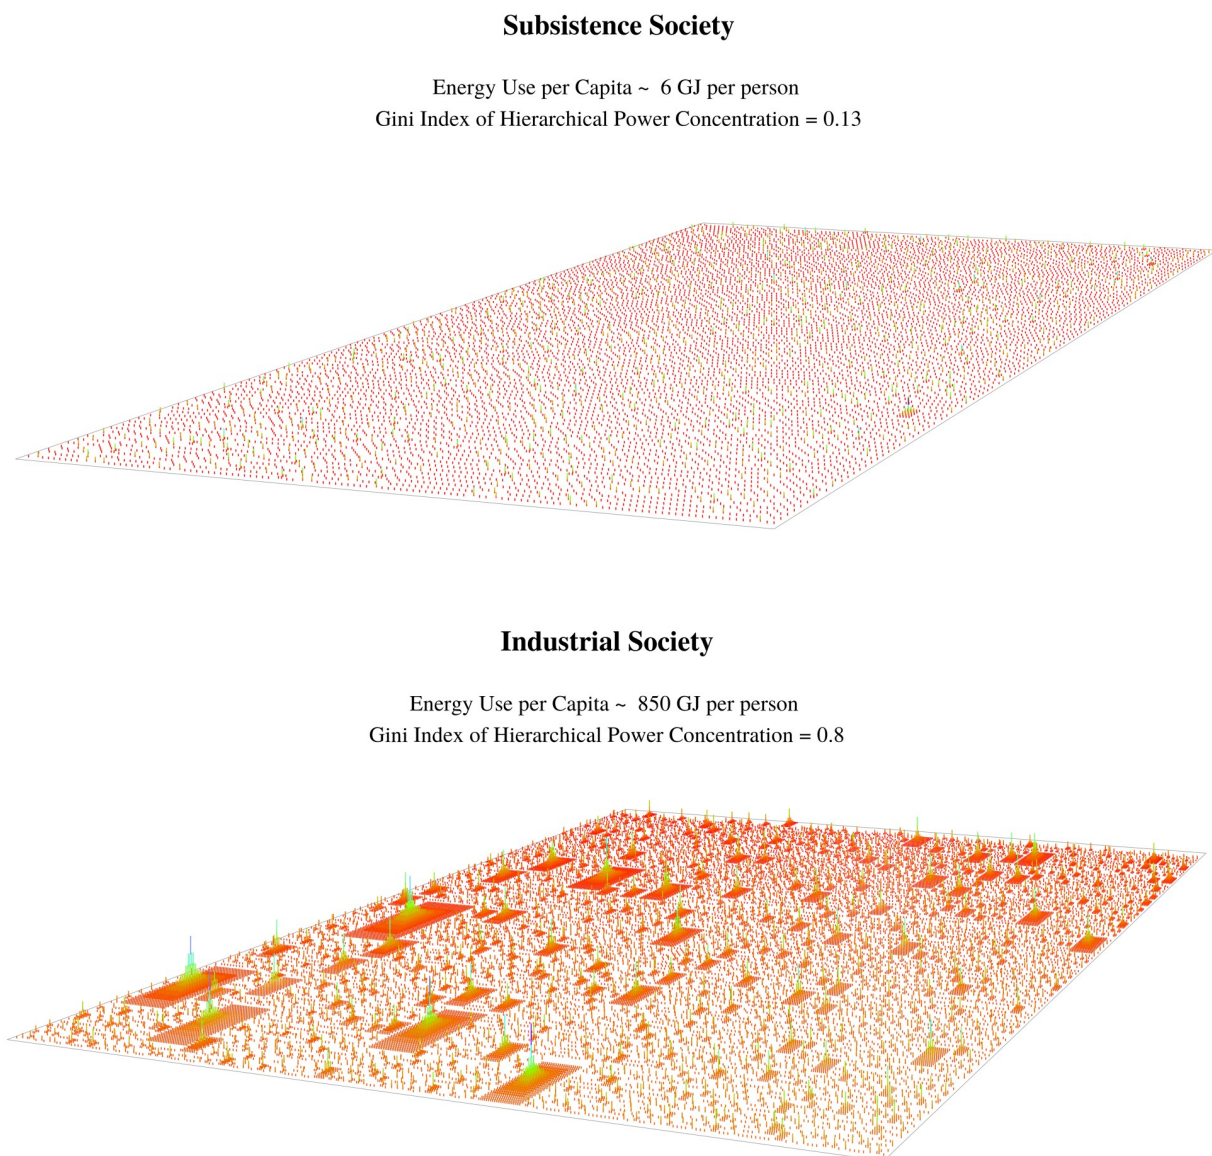 Subsistence Society
Energy Use per Capita ~ 6 GJ per person
Gini Index of Hierarchical Power Concentration = 0.13
Industrial Society
Energy Use per Capita ~ 850 GJ per person
Gini Index of Hierarchical Power Concentration = 0.8